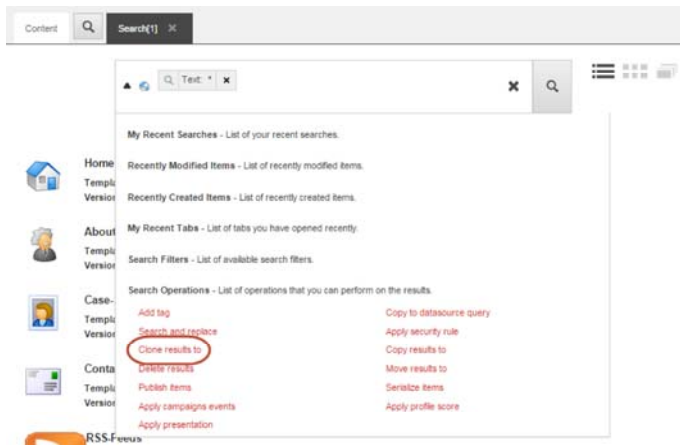 Content
Search[1]
Text: *
My Recent Searches - List of your recent searches.
Home
Recently Modified Items - List of recently modified items.
Recently Created Items - List of recently created items.
My Recent Tabs - List of tabs you have opened recently.
Search Filters - List of available search filters.
Search Operations - List of operations that you can perform on the results.
Add tag
Copy to datasource query
Search and replace
Apply security rule
Clone results to
Copy results to
Delete results
Move results to
Publish items
Serialize items
Apply campaigns events
Apply profile score
Apply presentation
RSS-Feeds